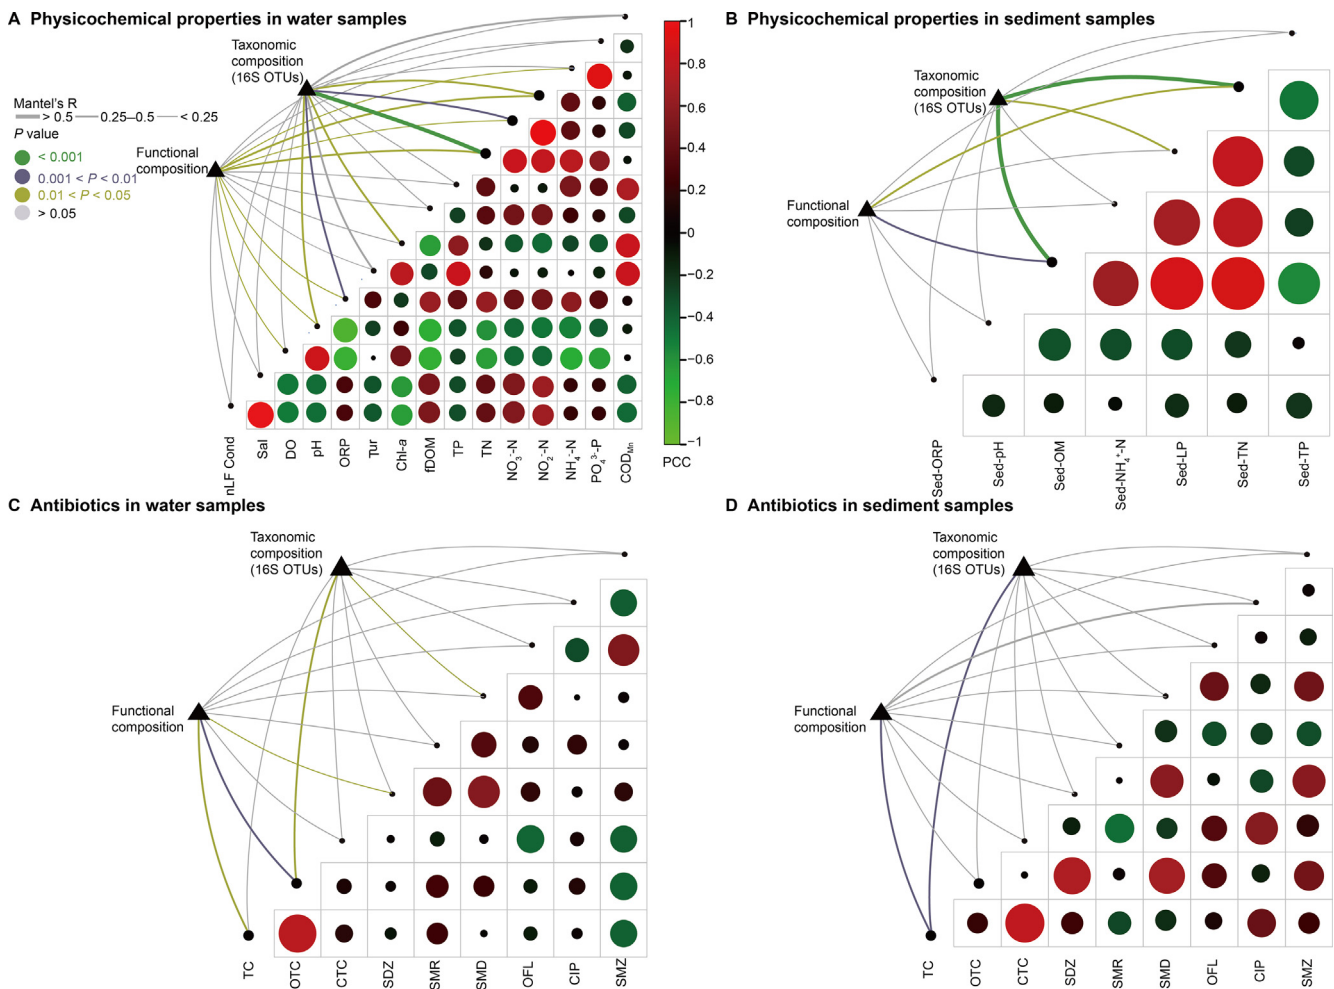 A Physicochemical properties in water samples
Taxonomic
composition
(16S OTUs)
Mantel's R
> 0.5
0.25–0.5
< 0.25
P value
< 0.001
0.001 < P < 0.01
0.01 < P < 0.05
> 0.05
Functional
composition
1
0.8
0.6
0.4
0.2
0
−0.2
−0.4
−0.6
−0.8
−1
PCC
nLF Cond
Sal
DO
pH
ORP
Tur
Chl-a
fDOM
TP
TN
NO₃⁻-N
NO₂⁻-N
NH₄⁺-N
PO₄³⁻-P
CODMn
B Physicochemical properties in sediment samples
Taxonomic
composition
(16S OTUs)
Functional
composition
Sed-ORP
Sed-pH
Sed-OM
Sed-NH₄⁺-N
Sed-LP
Sed-TN
Sed-TP
C Antibiotics in water samples
Taxonomic
composition
(16S OTUs)
Functional
composition
TC
OTC
CTC
SDZ
SMR
SMD
OFL
CIP
SMZ
D Antibiotics in sediment samples
Taxonomic
composition
(16S OTUs)
Functional
composition
TC
OTC
CTC
SDZ
SMR
SMD
OFL
CIP
SMZ